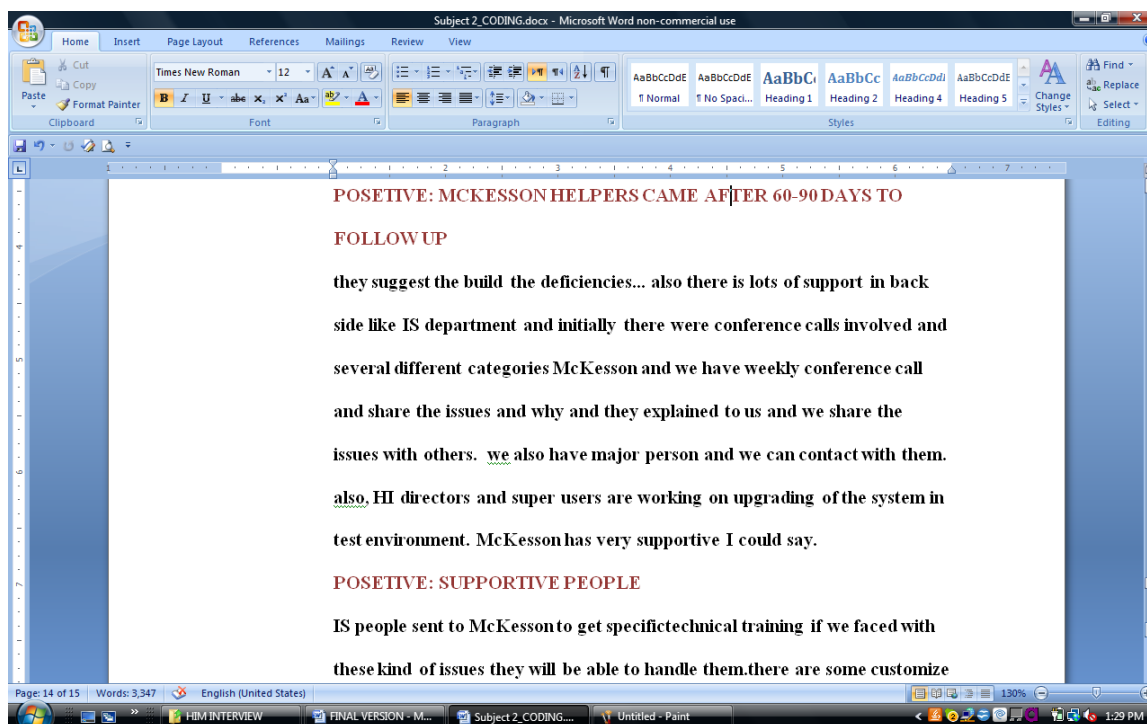 Subject 2_CODING.docx - Microsoft Word non-commercial use
Home Insert Page Layout References Mailings Review View
Cut
Copy
Format Painter
Paste
Clipboard
Times New Roman 12
Font
Paragraph
AaBbCcDdE AaBbCcDdE AaBbC AaBbCc AaBbCcDdI AaBbCcDdE
¶ Normal ¶ No Spaci... Heading 1 Heading 2 Heading 4 Heading 5
Change Styles
Styles
Find
Replace
Select
Editing
1 1 2 3 4 5 6 7
POSETIVE: MCKESSON HELPERS CAME AFTER 60-90 DAYS TO
FOLLOW UP
they suggest the build the deficiencies... also there is lots of support in back
side like IS department and initially there were conference calls involved and
several different categories McKesson and we have weekly conference call
and share the issues and why and they explained to us and we share the
issues with others. we also have major person and we can contact with them.
also, HI directors and super users are working on upgrading of the system in
test environment. McKesson has very supportive I could say.
POSETIVE: SUPPORTIVE PEOPLE
IS people sent to McKesson to get specifictechnical training if we faced with
these kind of issues they will be able to handle them.there are some customize
Page: 14 of 15 Words: 3,347 English (United States) 130%
HIM INTERVIEW FINAL VERSION - M... Subject 2_CODING.... Untitled - Paint 1:29 PM